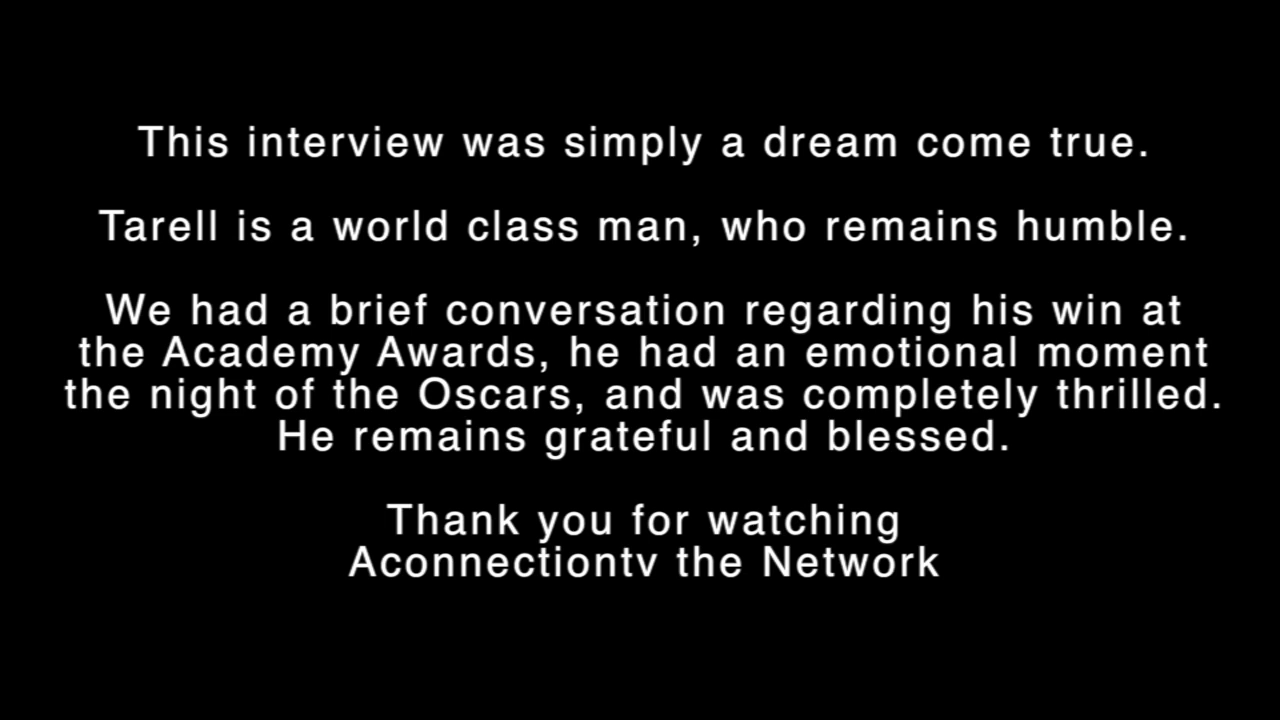 This interview was simply a dream come true.
Tarell is a world class man, who remains humble.
We had a brief conversation regarding his win at
the Academy Awards, he had an emotional moment
the night of the Oscars, and was completely thrilled.
He remains grateful and blessed.
Thank you for watching
Aconnectiontv the Network